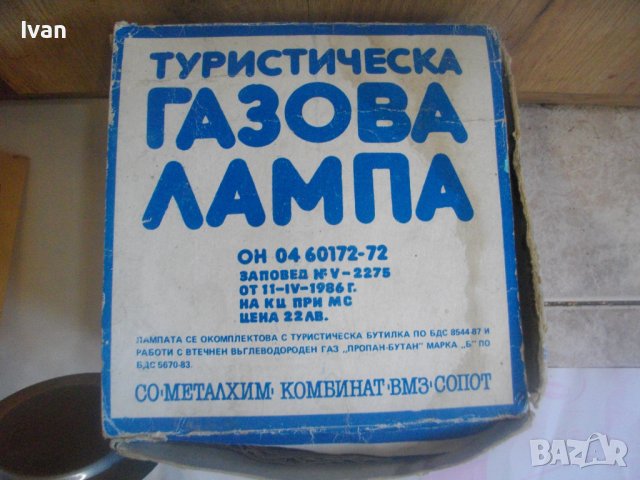 Ivan
ТУРИСТИЧЕСКА
ГАЗОВА
ЛАМПА
ОН 04 60172-72
ЗАПОВЕД №V-2275
ОТ 11-IV-1986 Г.
НА КЦ ПРИ МС
ЦЕНА 22 ЛВ.
ЛАМПАТА СЕ ОКОМПЛЕКТОВА С ТУРИСТИЧЕСКА БУТИЛКА ПО БДС 8544-87 И
РАБОТИ С ВТЕЧНЕН ВЪГЛЕВОДОРОДЕН ГАЗ „ПРОПАН-БУТАН" МАРКА „Б" ПО
БДС 5670-83.
СО "МЕТАЛХИМ" КОМБИНАТ "ВМЗ" СОПОТ
BAZAR